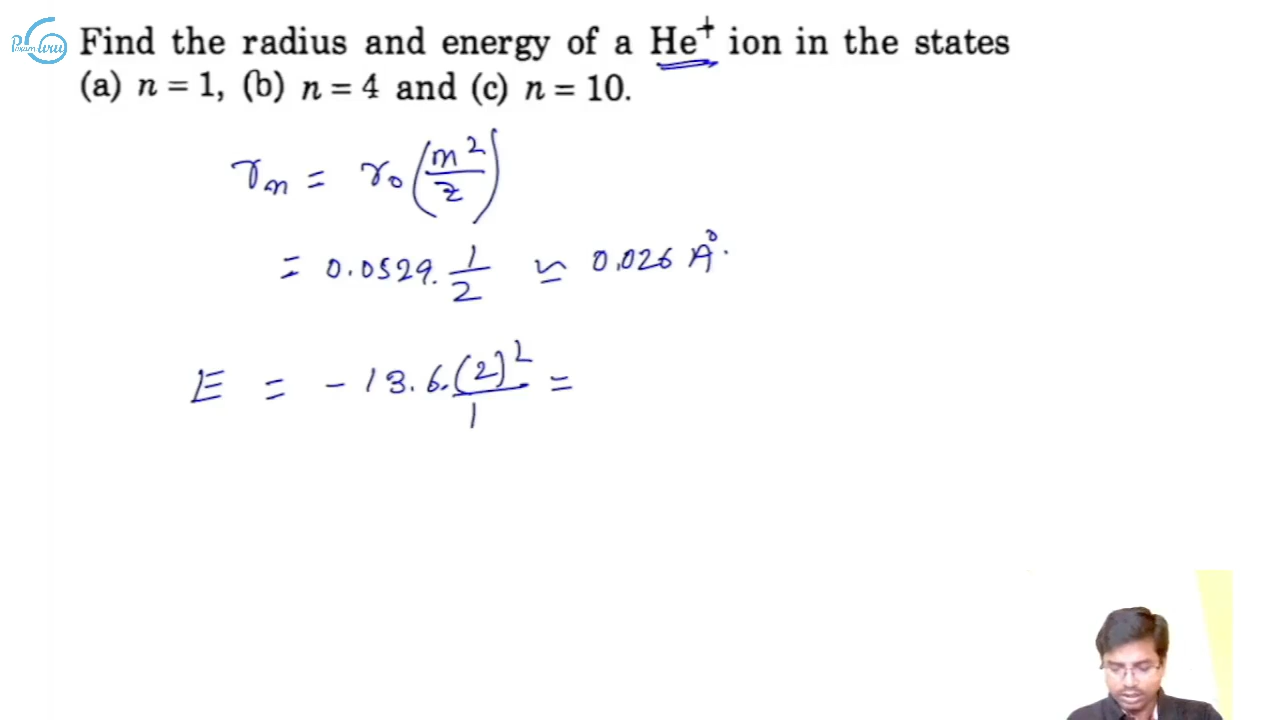 Find the radius and energy of a He⁺ ion in the states
(a) n = 1, (b) n = 4 and (c) n = 10.
rₙ = r₀ (n²/z)
= 0.0529. 1/2 ≃ 0.026 A°.
E = - 13.6. (2)²/1 =